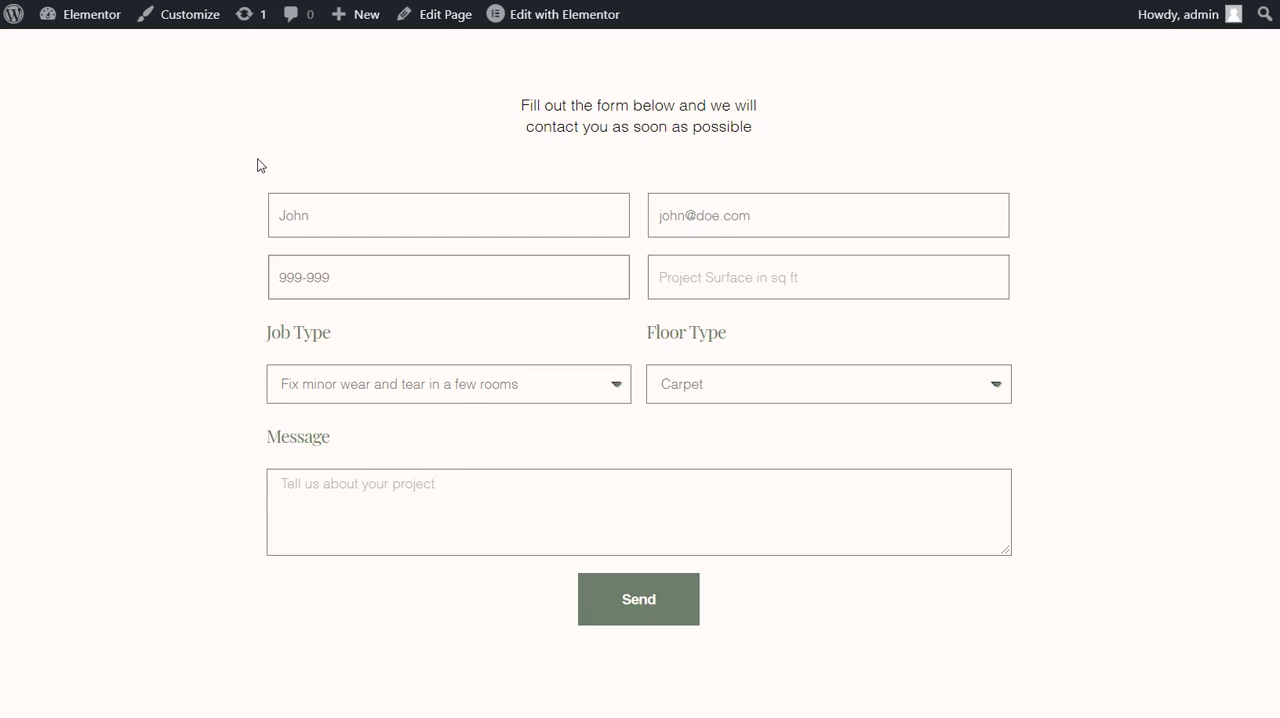 Elementor Customize 1 0 New Edit Page Edit with Elementor Howdy, admin
Fill out the form below and we will
contact you as soon as possible
John john@doe.com
999-999 Project Surface in sq ft
Job Type Floor Type
Fix minor wear and tear in a few rooms Carpet
Message
Tell us about your project
Send